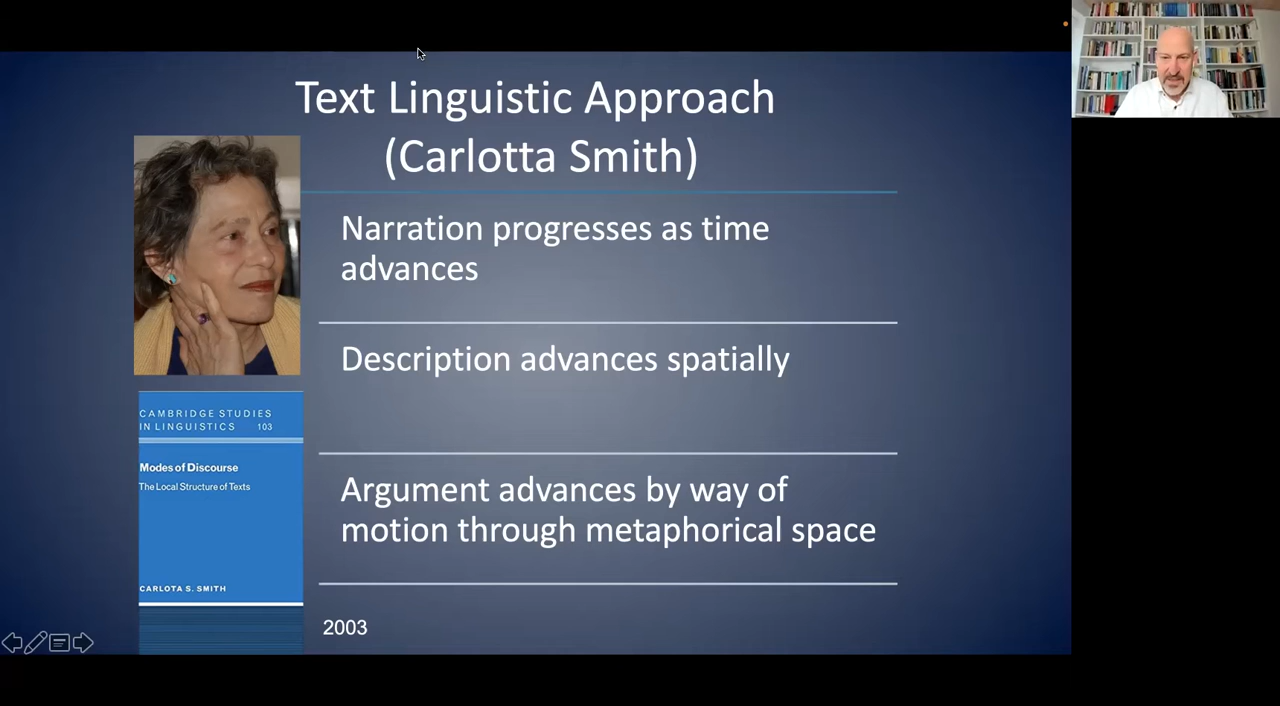 Text Linguistic Approach
(Carlotta Smith)
Narration progresses as time
advances
Description advances spatially
CAMBRIDGE STUDIES
IN LINGUISTICS 103
Modes of Discourse
The Local Structure of Texts
CARLOTA S. SMITH
Argument advances by way of
motion through metaphorical space
2003